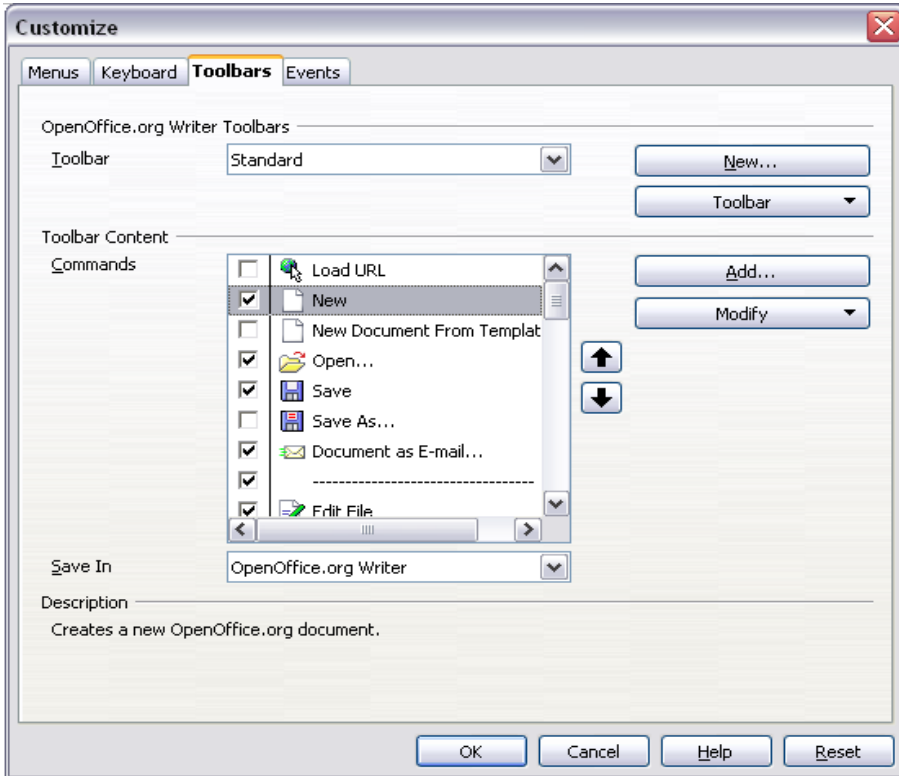 Customize
Menus Keyboard Toolbars Events
OpenOffice.org Writer Toolbars
Toolbar Standard New...
Toolbar
Toolbar Content
Commands Load URL Add...
New Modify
New Document From Templat
Open...
Save
Save As...
Document as E-mail...
----------------------------------
Edit File
Save In OpenOffice.org Writer
Description
Creates a new OpenOffice.org document.
OK Cancel Help Reset